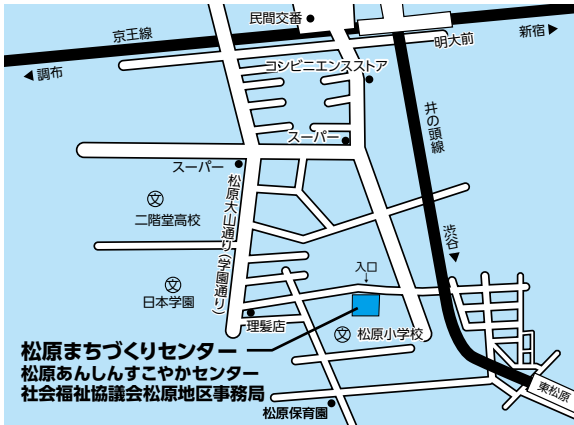 民間交番
京王線
明大前
新宿▶
◀調布
コンビニエンスストア
井の頭線
スーパー
スーパー
松原大山通り(学園通り)
文
二階堂高校
渋谷▶
入口
↓
文
日本学園
理髪店
文 松原小学校
松原まちづくりセンター
松原あんしんすこやかセンター
社会福祉協議会松原地区事務局
東松原
松原保育園